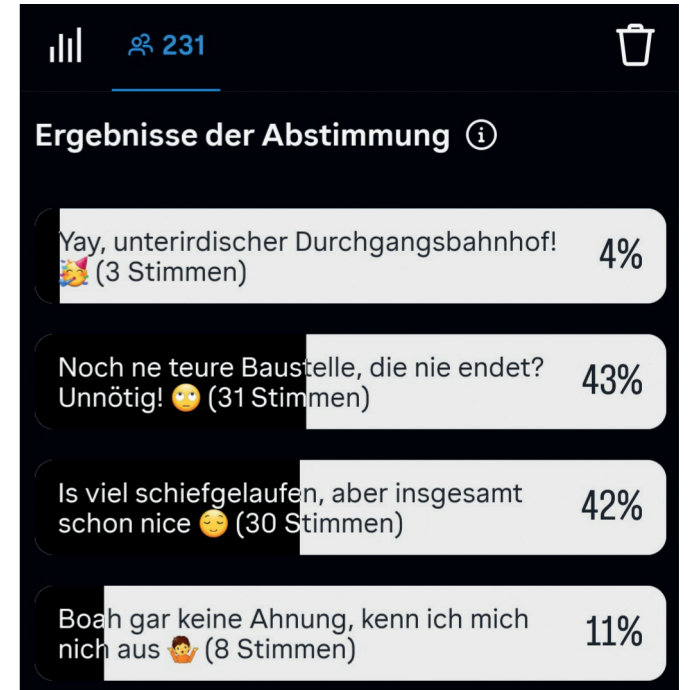 231
Ergebnisse der Abstimmung
Yay, unterirdischer Durchgangsbahnhof!
🥳 (3 Stimmen)
4%
Noch ne teure Baustelle, die nie endet?
Unnötig! 🙄 (31 Stimmen)
43%
Is viel schiefgelaufen, aber insgesamt
schon nice 😌 (30 Stimmen)
42%
Boah gar keine Ahnung, kenn ich mich
nich aus 🤷 (8 Stimmen)
11%